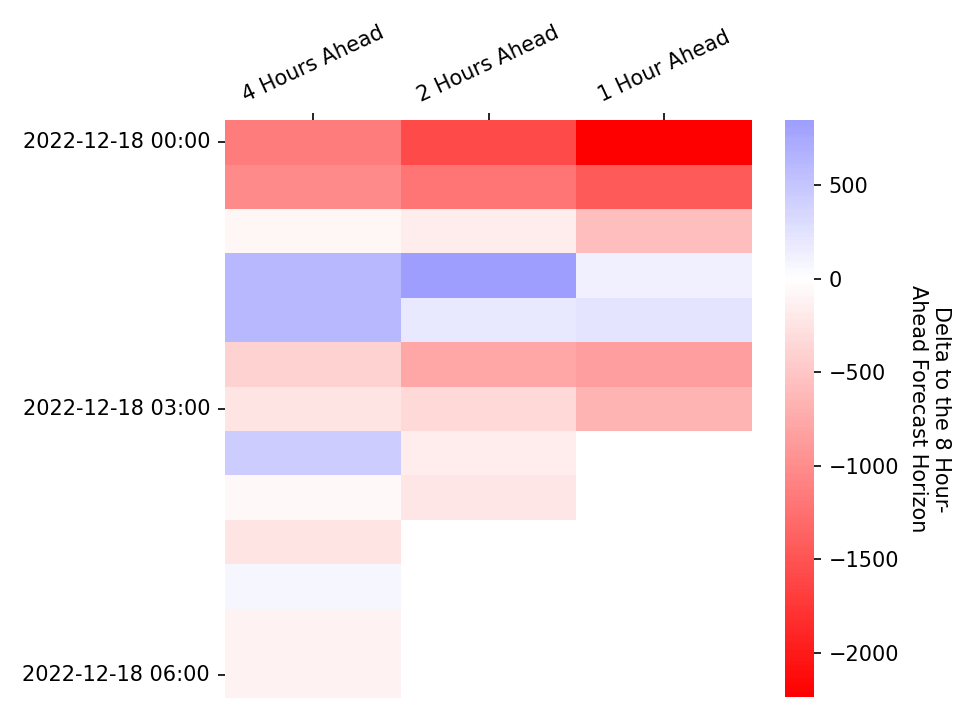 4 Hours Ahead
2 Hours Ahead
1 Hour Ahead
2022-12-18 00:00
2022-12-18 03:00
2022-12-18 06:00
500
0
−500
−1000
−1500
−2000
Delta to the 8 Hour-
Ahead Forecast Horizon